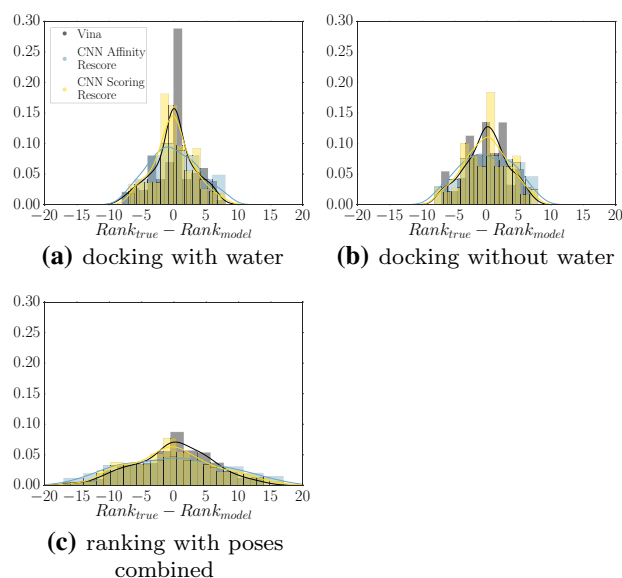 0.30
0.25
0.20
0.15
0.10
0.05
0.00
Vina
CNN Affinity
Rescore
CNN Scoring
Rescore
−20 −15 −10 −5 0 5 10 15 20
Rank_true − Rank_model
(a) docking with water
0.30
0.25
0.20
0.15
0.10
0.05
0.00
−20 −15 −10 −5 0 5 10 15 20
Rank_true − Rank_model
(b) docking without water
0.30
0.25
0.20
0.15
0.10
0.05
0.00
−20 −15 −10 −5 0 5 10 15 20
Rank_true − Rank_model
(c) ranking with poses
combined